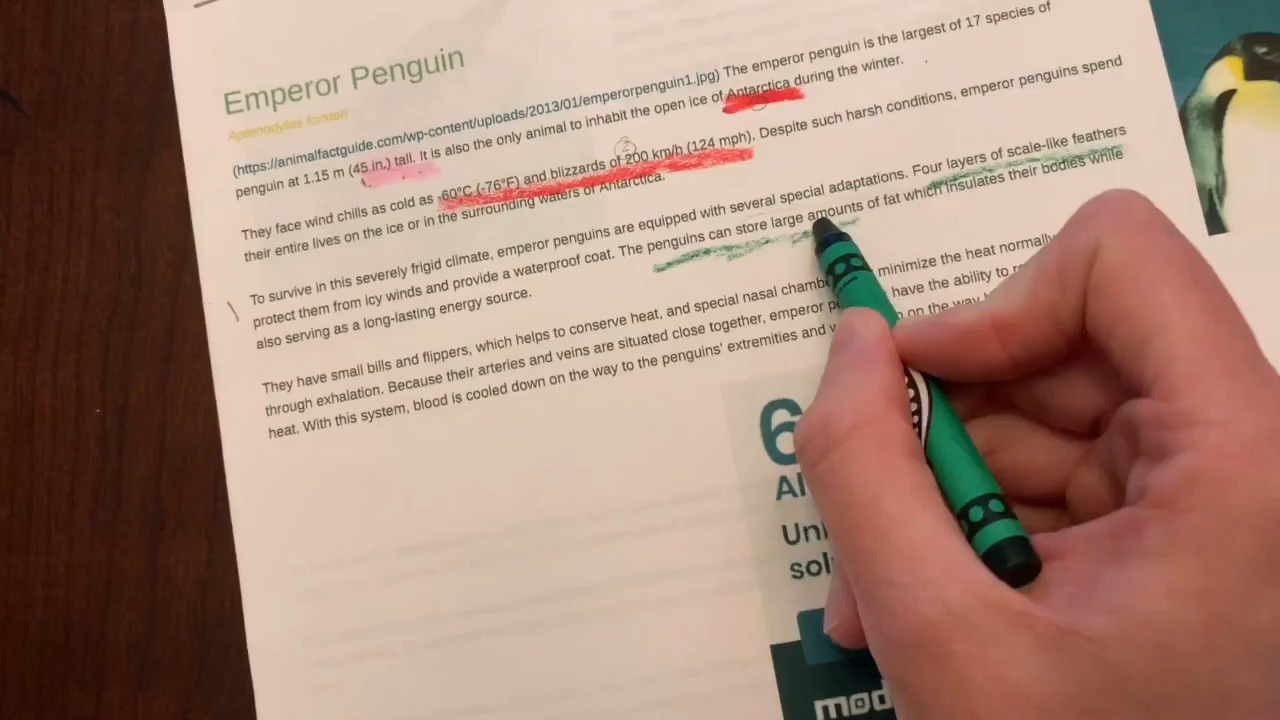 Emperor Penguin
Aptenodytes forsteri
(https://animalfactguide.com/wp-content/uploads/2013/01/emperorpenguin1.jpg) The emperor penguin is the largest of 17 species of
penguin at 1.15 m (45 in.) tall. It is also the only animal to inhabit the open ice of Antarctica during the winter.
2
They face wind chills as cold as -60°C (-76°F) and blizzards of 200 km/h (124 mph). Despite such harsh conditions, emperor penguins spend
their entire lives on the ice or in the surrounding waters of Antarctica.
To survive in this severely frigid climate, emperor penguins are equipped with several special adaptations. Four layers of scale-like feathers
protect them from icy winds and provide a waterproof coat. The penguins can store large amounts of fat which insulates their bodies while
also serving as a long-lasting energy source.
They have small bills and flippers, which helps to conserve heat, and special nasal minimize the heat normally
through exhalation. Because their arteries and veins are situated close together, emperor have the ability to
heat. With this system, blood is cooled down on the way to the penguins' extremities and on the way
6